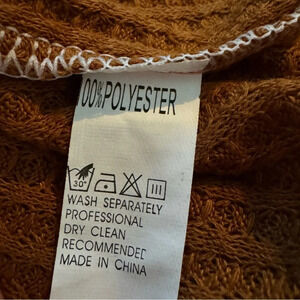 00%POLYESTER
30°
WASH SEPARATELY
PROFESSIONAL
DRY CLEAN
RECOMMENDED
MADE IN CHINA